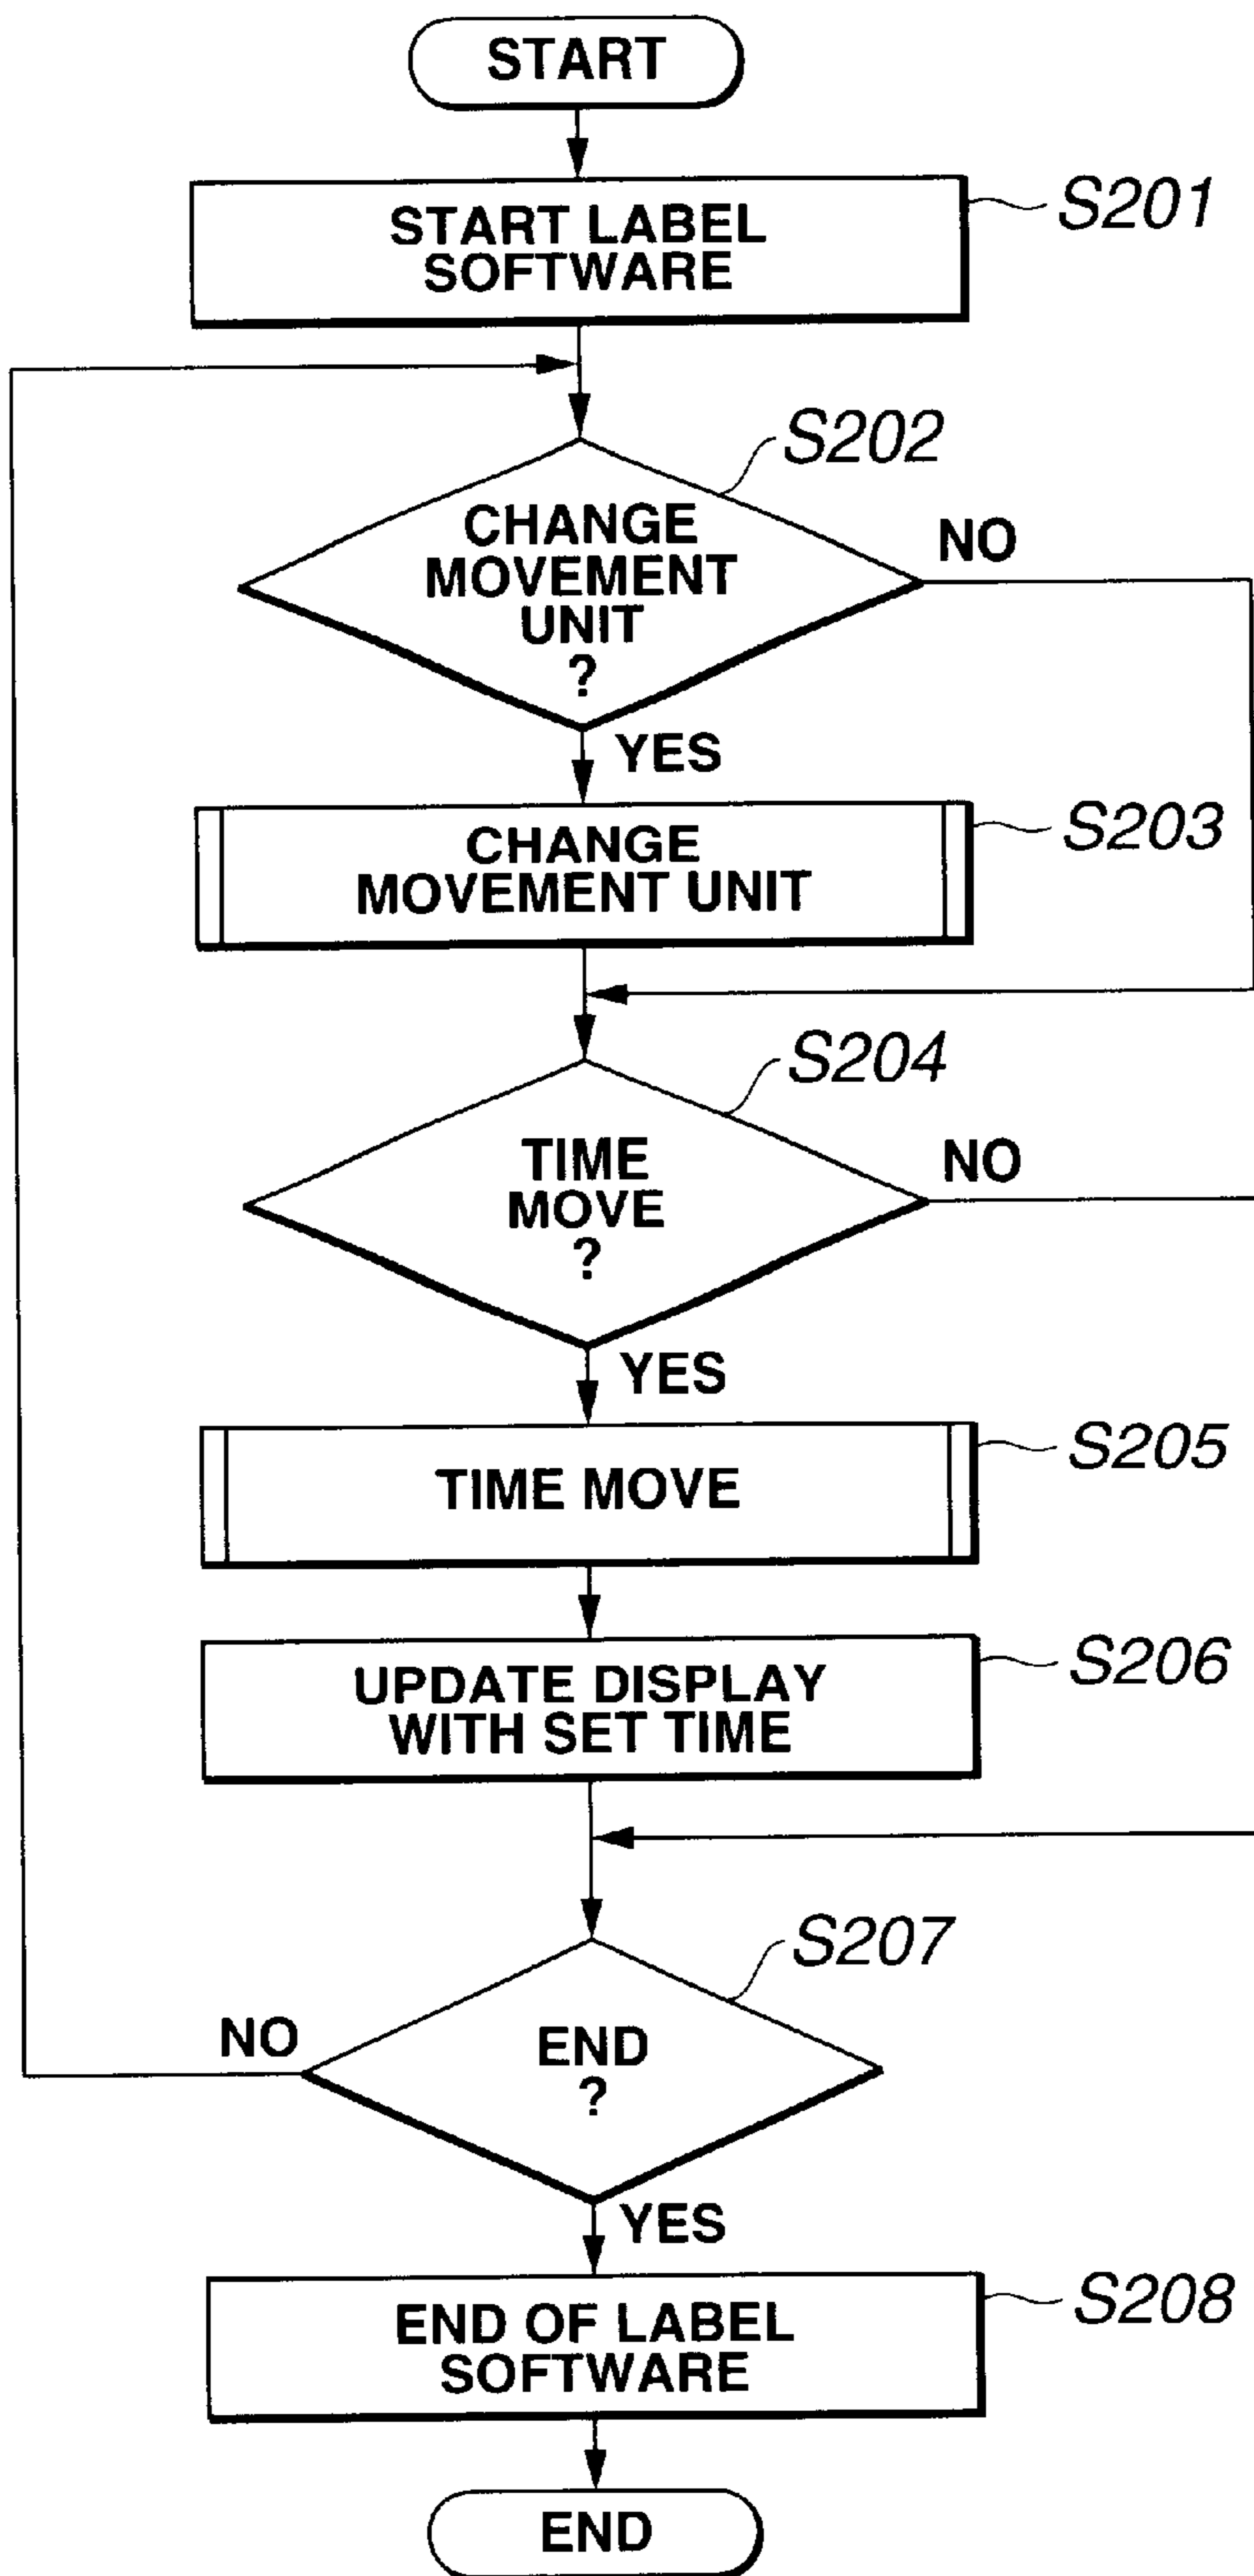 START
START LABEL
SOFTWARE
S201
S202
CHANGE
MOVEMENT
UNIT
?
NO
YES
CHANGE
MOVEMENT UNIT
S203
S204
TIME
MOVE
?
NO
YES
TIME MOVE
S205
UPDATE DISPLAY
WITH SET TIME
S206
S207
END
?
NO
YES
END OF LABEL
SOFTWARE
S208
END